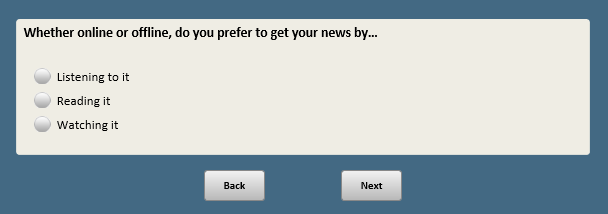 Whether online or offline, do you prefer to get your news by...
Listening to it
Reading it
Watching it
Back
Next